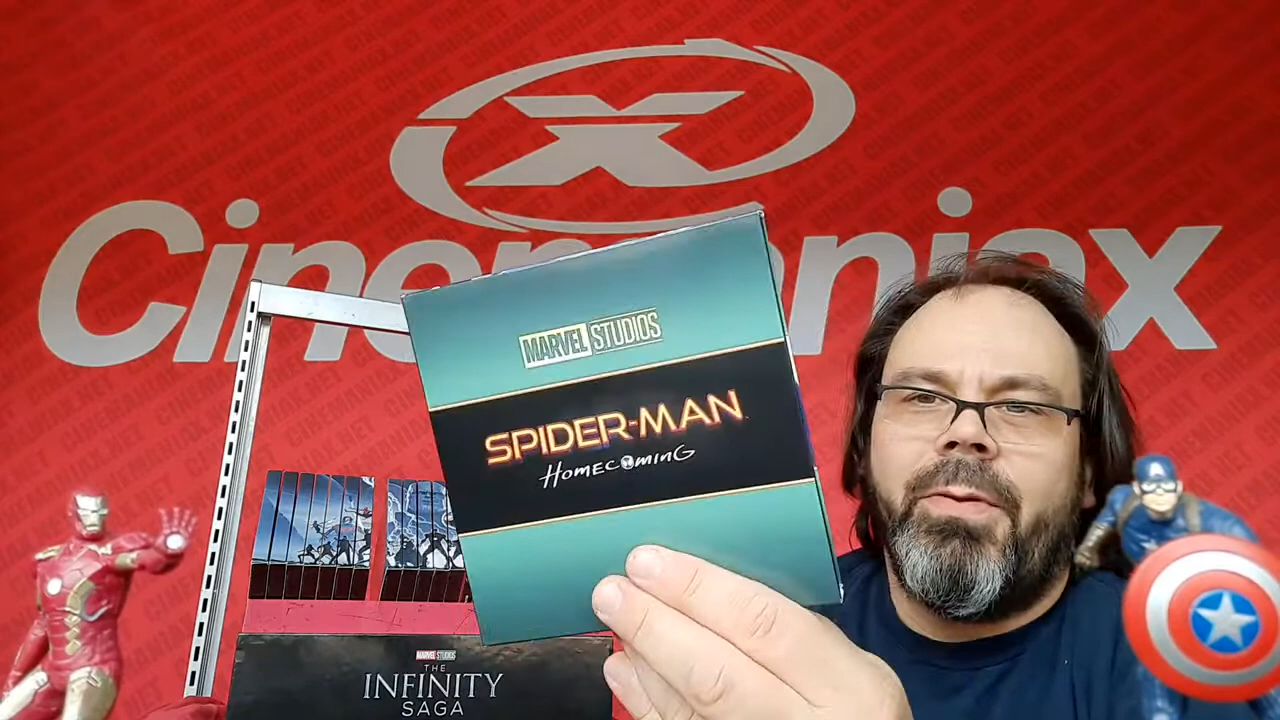 Cinemaniax
MARVEL STUDIOS
SPIDER-MAN
HOMECOMING
MARVEL STUDIOS
THE
INFINITY
SAGA